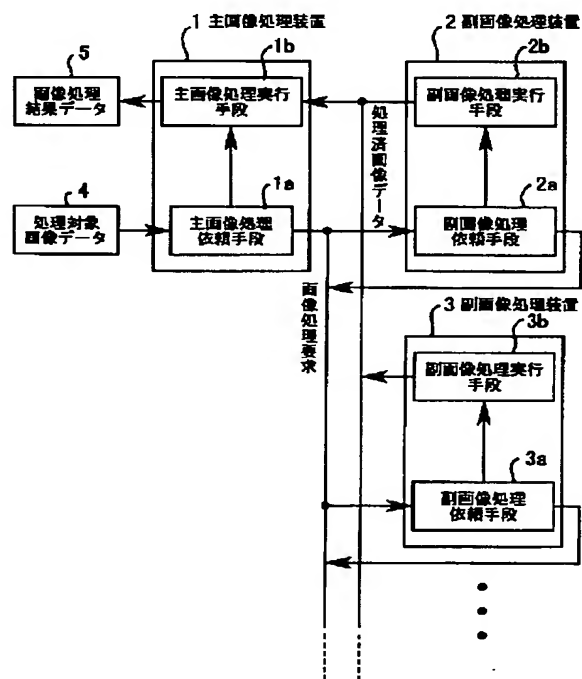 1 主画像処理装置
1b
主画像処理実行
手段
1a
主画像処理
依頼手段
5
画像処理
結果データ
4
処理対象
画像データ
2 副画像処理装置
2b
副画像処理実行
手段
2a
副画像処理
依頼手段
処理済画像データ
画像処理要求
3 副画像処理装置
3b
副画像処理実行
手段
3a
副画像処理
依頼手段